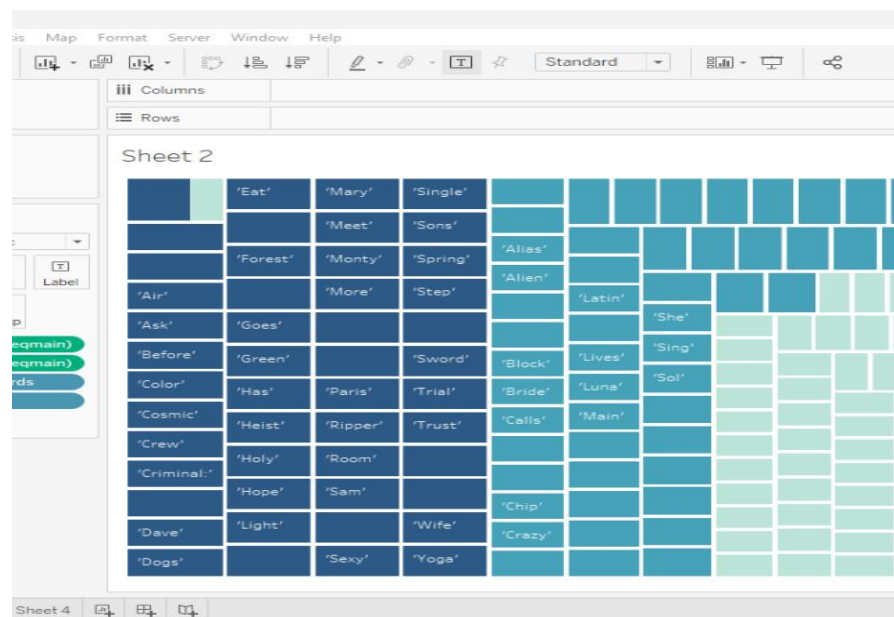 sis Map Format Server Window Help
Standard
Columns
Rows
Sheet 2
Label
p
eqmain)
eqmain)
rds
'Air'
'Ask'
'Before'
'Color'
'Cosmic'
'Crew'
'Criminal:'
'Dave'
'Dogs'
'Eat'
'Forest'
'Goes'
'Green'
'Has'
'Heist'
'Holy'
'Hope'
'Light'
'Mary'
'Meet'
'Monty'
'More'
'Paris'
'Ripper'
'Room'
'Sam'
'Sexy'
'Single'
'Sons'
'Spring'
'Step'
'Sword'
'Trial'
'Trust'
'Wife'
'Yoga'
'Alias'
'Alien'
'Block'
'Bride'
'Calls'
'Chip'
'Crazy'
'Latin'
'Lives'
'Luna'
'Main'
'She'
'Sing'
'Sol'
Sheet 4